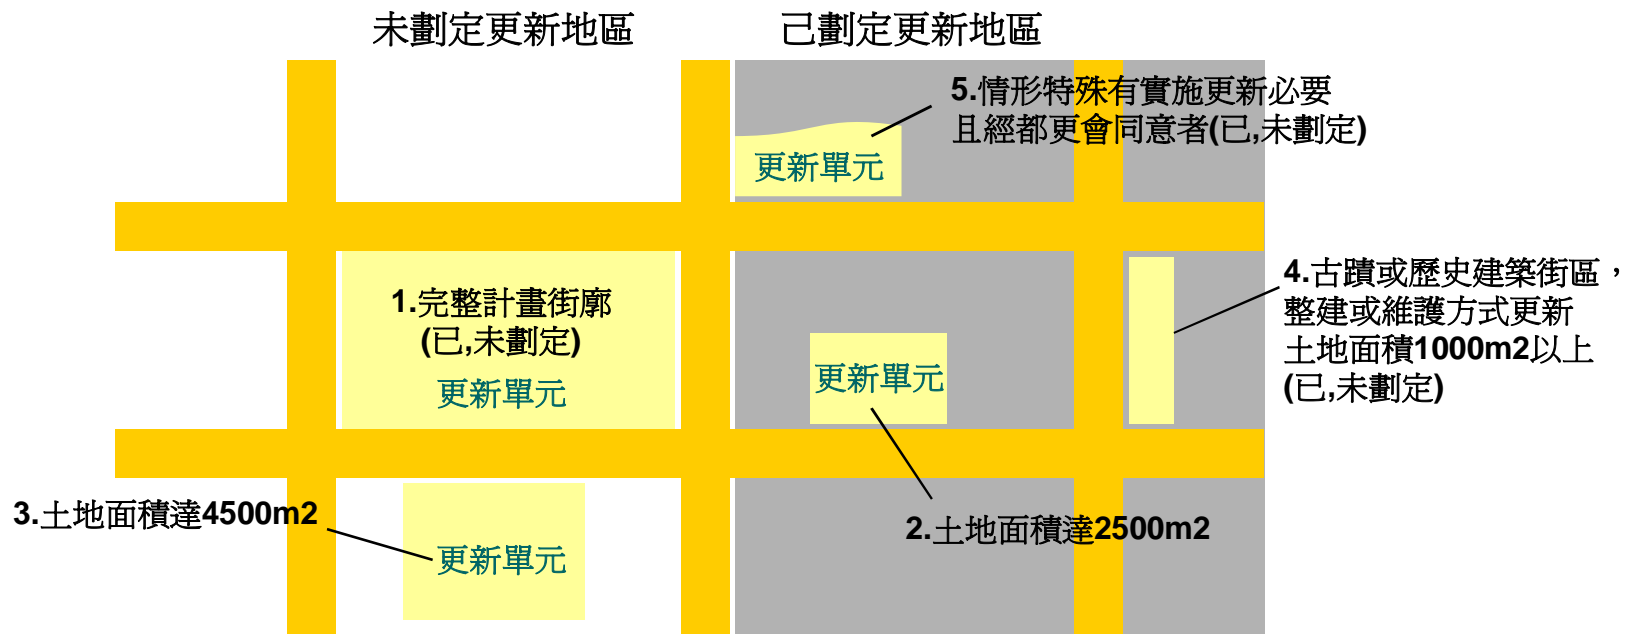 未劃定更新地區
己劃定更新地區
5.情形特殊有實施更新必要
且經都更會同意者(已,未劃定)
更新單元
1.完整計畫街廓
(已,未劃定)
更新單元
更新單元
4.古蹟或歷史建築街區，
整建或維護方式更新
土地面積1000m2以上
(已,未劃定)
3.土地面積達4500m2
更新單元
2.土地面積達2500m2